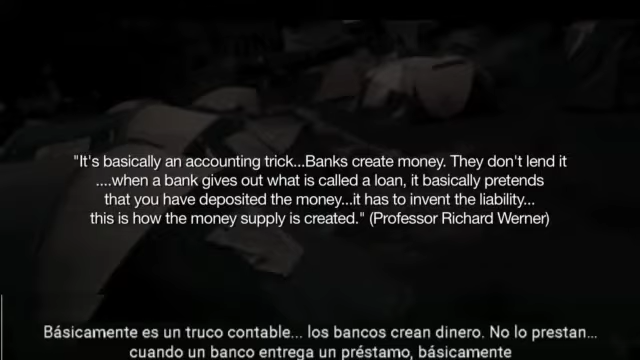 "It's basically an accounting trick...Banks create money. They don't lend it
....when a bank gives out what is called a loan, it basically pretends
that you have deposited the money...it has to invent the liability...
this is how the money supply is created." (Professor Richard Werner)
Básicamente es un truco contable... los bancos crean dinero. No lo prestan...
cuando un banco entrega un préstamo, básicamente